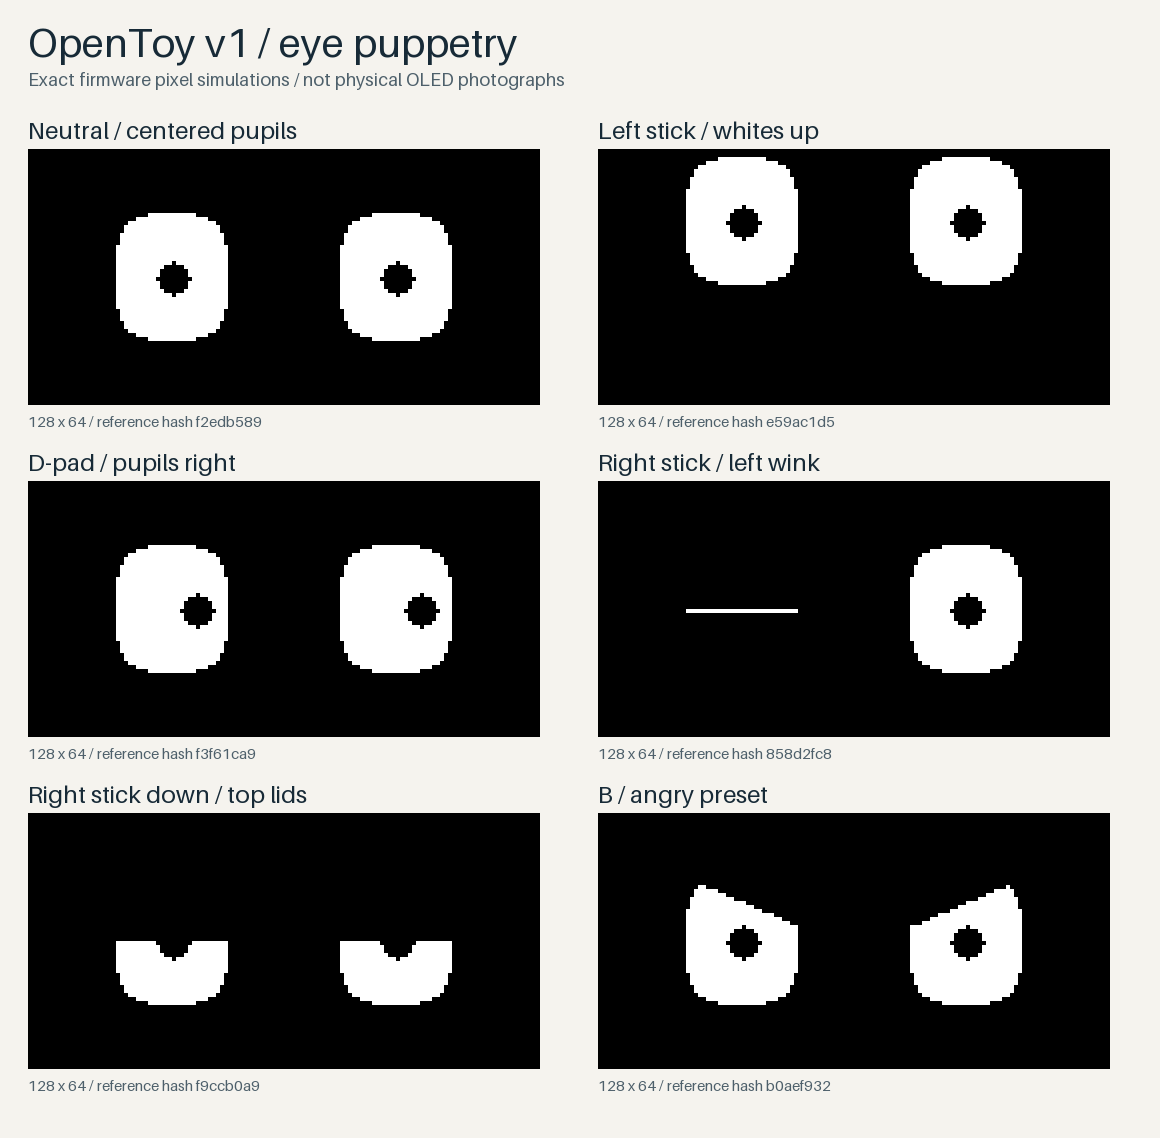 OpenToy v1 / eye puppetry
Exact firmware pixel simulations / not physical OLED photographs
Neutral / centered pupils
Left stick / whites up
128 x 64 / reference hash f2edb589
128 x 64 / reference hash e59ac1d5
D-pad / pupils right
Right stick / left wink
128 x 64 / reference hash f3f61ca9
128 x 64 / reference hash 858d2fc8
Right stick down / top lids
B / angry preset
128 x 64 / reference hash f9ccb0a9
128 x 64 / reference hash b0aef932